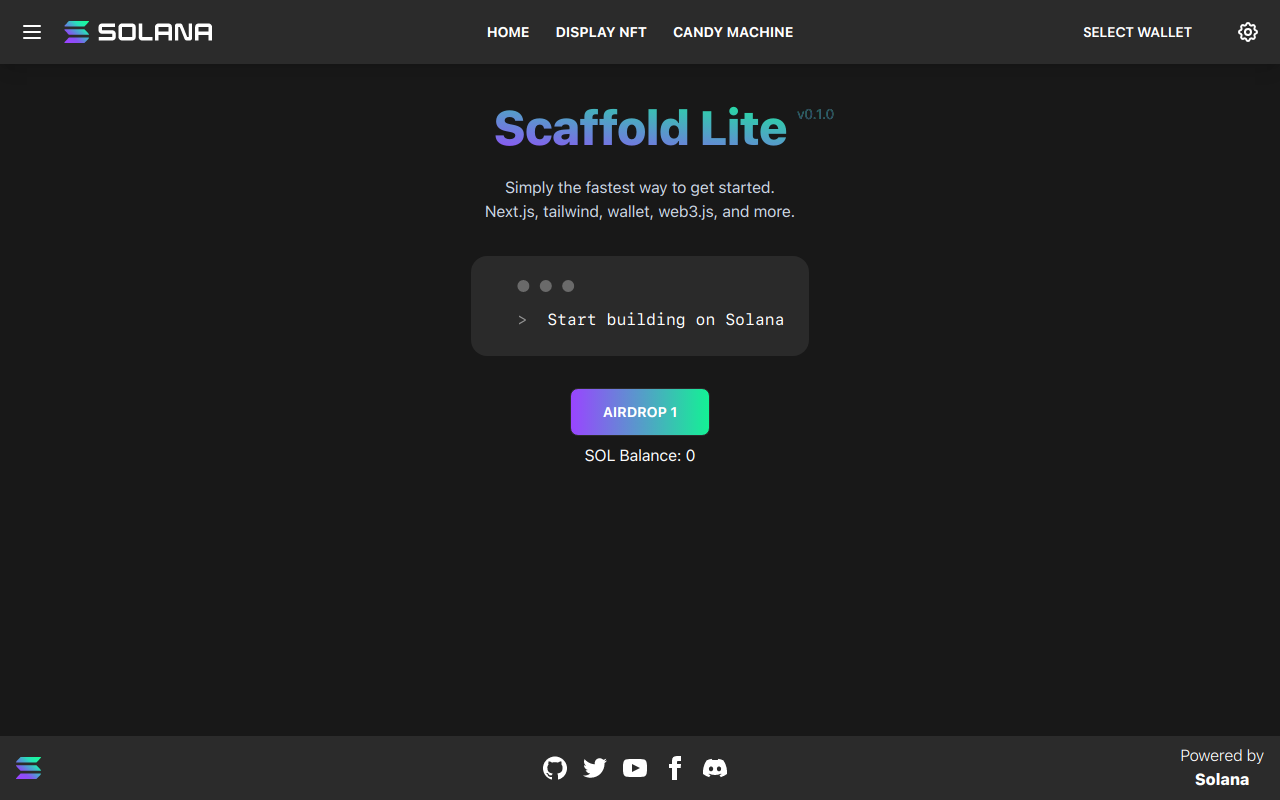 SOLANA
HOME
DISPLAY NFT
CANDY MACHINE
SELECT WALLET
Scaffold Lite v0.1.0
Simply the fastest way to get started.
Next.js, tailwind, wallet, web3.js, and more.
> Start building on Solana
AIRDROP 1
SOL Balance: 0
Powered by
Solana